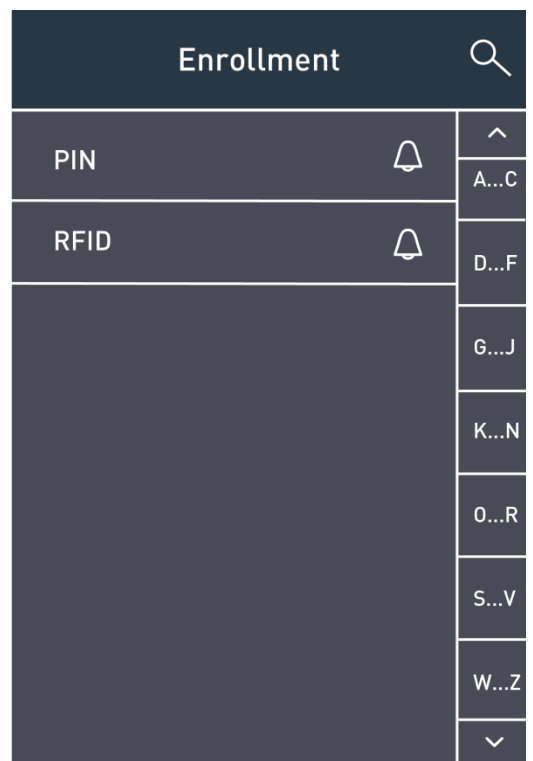 Enrollment
PIN
RFID
A...C
D...F
G...J
K...N
O...R
S...V
W...Z